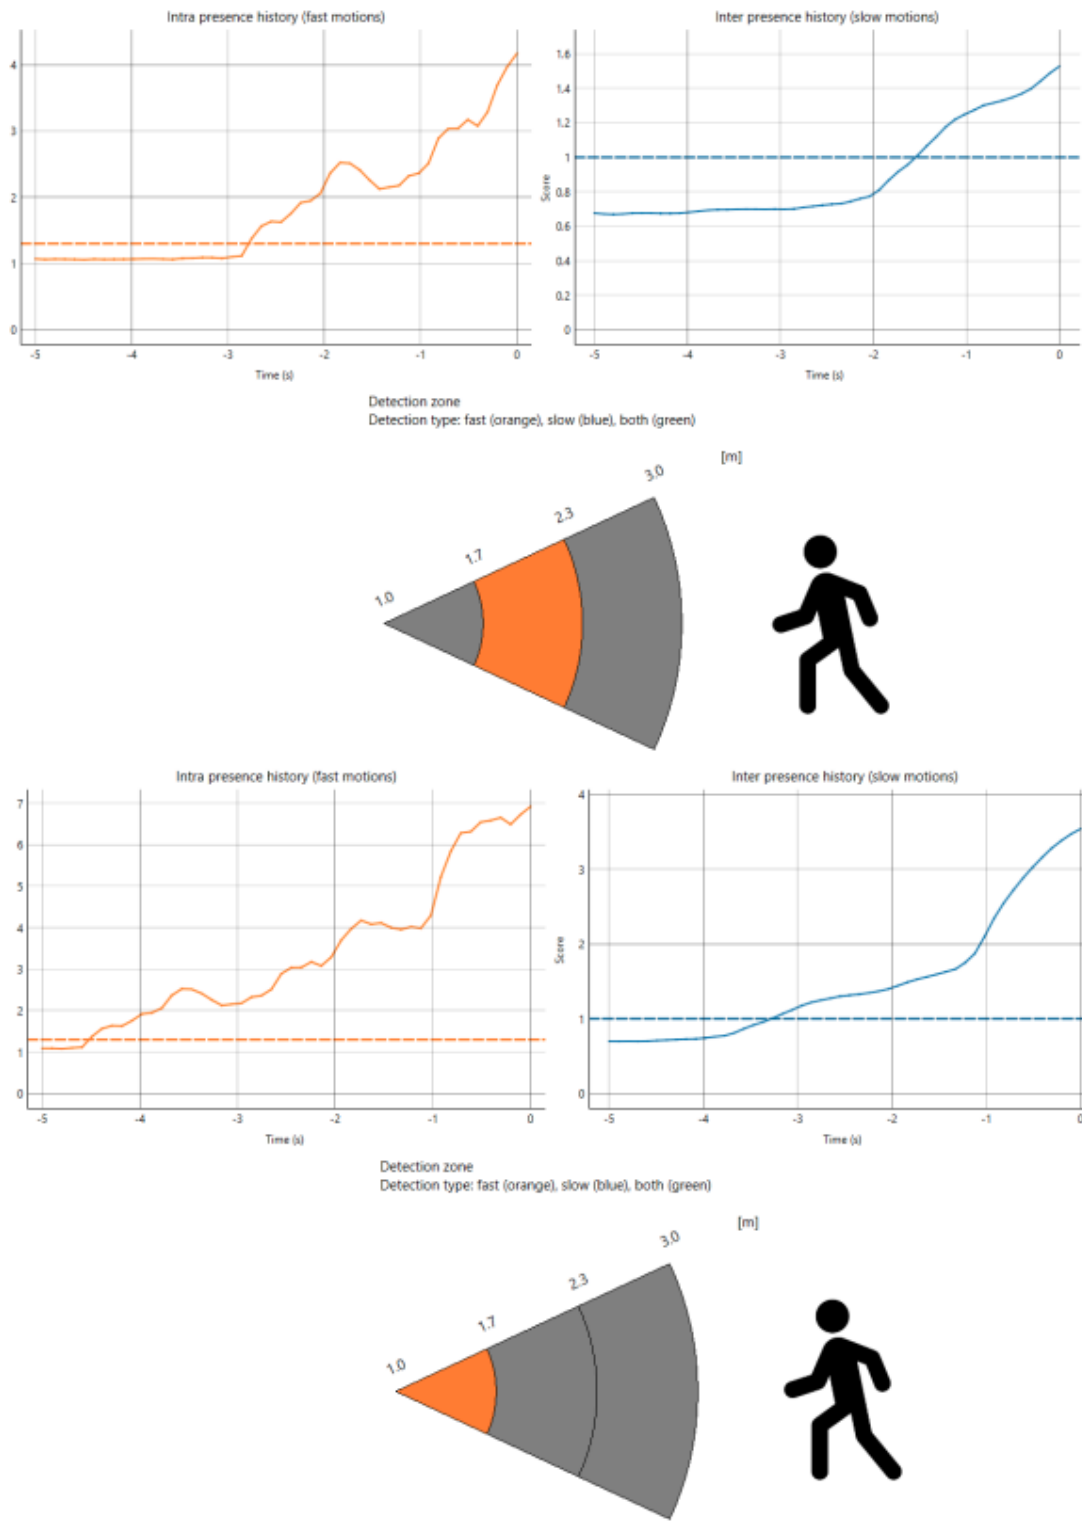 Intra presence history (fast motions)
4
3
2
1
0
-5 -4 -3 -2 -1 0
Time (s)
Inter presence history (slow motions)
Score
1.6
1.4
1.2
1
0.8
0.6
0.4
0.2
0
-5 -4 -3 -2 -1 0
Time (s)
Detection zone
Detection type: fast (orange), slow (blue), both (green)
[m]
3.0
2.3
1.7
1.0
Intra presence history (fast motions)
7
6
5
4
3
2
1
0
-5 -4 -3 -2 -1 0
Time (s)
Inter presence history (slow motions)
Score
4
3
2
1
0
-5 -4 -3 -2 -1 0
Time (s)
Detection zone
Detection type: fast (orange), slow (blue), both (green)
[m]
3.0
2.3
1.7
1.0